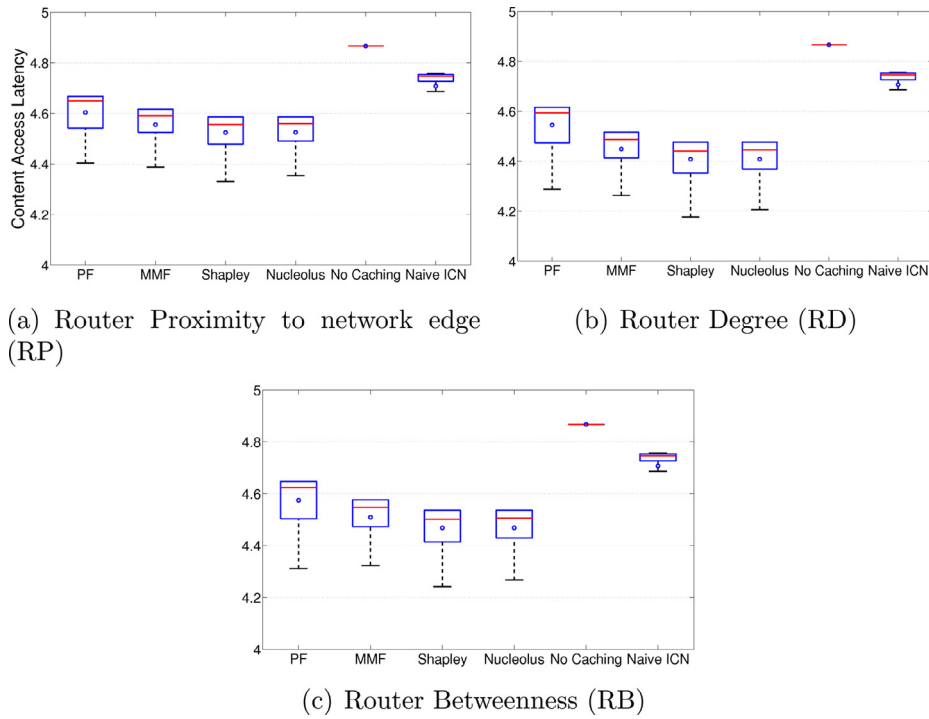 5
4.8
4.6
4.4
4.2
4
Content Access Latency
PF MMF Shapley Nucleolus No Caching Naive ICN
(a) Router Proximity to network edge
(RP)
5
4.8
4.6
4.4
4.2
4
PF MMF Shapley Nucleolus No Caching Naive ICN
(b) Router Degree (RD)
5
4.8
4.6
4.4
4.2
4
PF MMF Shapley Nucleolus No Caching Naive ICN
(c) Router Betweenness (RB)